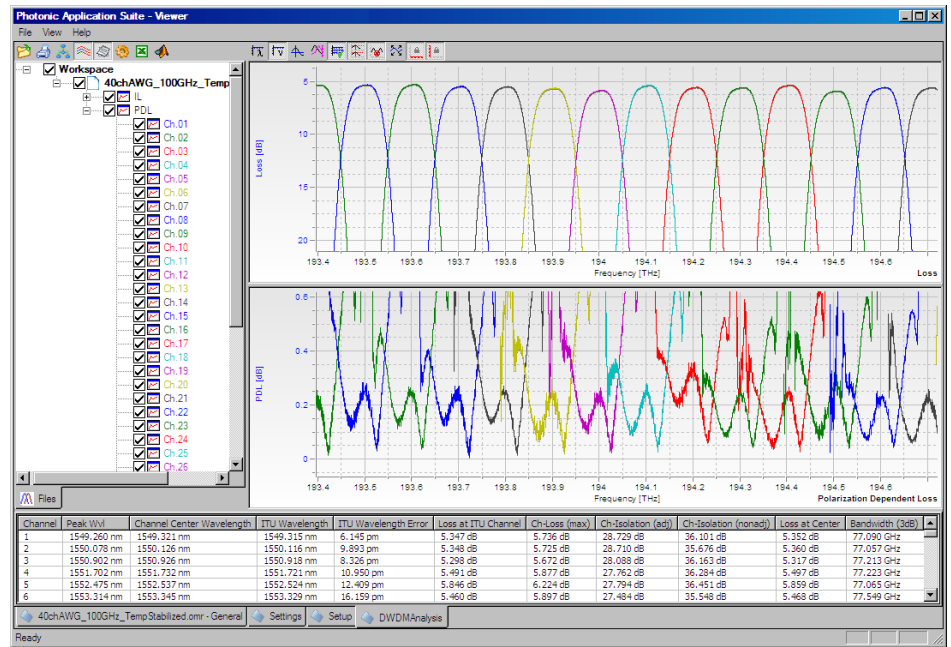 Photonic Application Suite - Viewer
File View Help
Workspace
40chAWG_100GHz_Temp
IL
PDL
Ch.01
Ch.02
Ch.03
Ch.04
Ch.05
Ch.06
Ch.07
Ch.08
Ch.09
Ch.10
Ch.11
Ch.12
Ch.13
Ch.14
Ch.15
Ch.16
Ch.17
Ch.18
Ch.19
Ch.20
Ch.21
Ch.22
Ch.23
Ch.24
Ch.25
Ch.26
Files
Loss [dB]
5
10
15
20
193.4 193.5 193.6 193.7 193.8 193.9 194 194.1 194.2 194.3 194.4 194.5 194.6
Frequency [THz]
Loss
PDL [dB]
0.6
0.4
0.2
0
193.4 193.5 193.6 193.7 193.8 193.9 194 194.1 194.2 194.3 194.4 194.5 194.6
Frequency [THz]
Polarization Dependent Loss
Channel Peak Wvl Channel Center Wavelength ITU Wavelength ITU Wavelength Error Loss at ITU Channel Ch-Loss (max) Ch-Isolation (adj) Ch-Isolation (nonadj) Loss at Center Bandwidth (3dB)
1 1549.260 nm 1549.321 nm 1549.315 nm 6.145 pm 5.347 dB 5.736 dB 28.729 dB 36.101 dB 5.352 dB 77.090 GHz
2 1550.078 nm 1550.126 nm 1550.116 nm 9.893 pm 5.348 dB 5.725 dB 28.710 dB 35.676 dB 5.360 dB 77.057 GHz
3 1550.902 nm 1550.926 nm 1550.918 nm 8.326 pm 5.298 dB 5.672 dB 28.088 dB 36.163 dB 5.317 dB 77.213 GHz
4 1551.702 nm 1551.732 nm 1551.721 nm 10.950 pm 5.491 dB 5.877 dB 27.762 dB 36.284 dB 5.497 dB 77.223 GHz
5 1552.475 nm 1552.537 nm 1552.524 nm 12.409 pm 5.846 dB 6.224 dB 27.794 dB 36.451 dB 5.859 dB 77.065 GHz
6 1553.314 nm 1553.345 nm 1553.329 nm 16.159 pm 5.460 dB 5.897 dB 27.484 dB 35.548 dB 5.468 dB 77.549 GHz
40chAWG_100GHz_TempStabilized.omr - General Settings Setup DWDMAnalysis
Ready